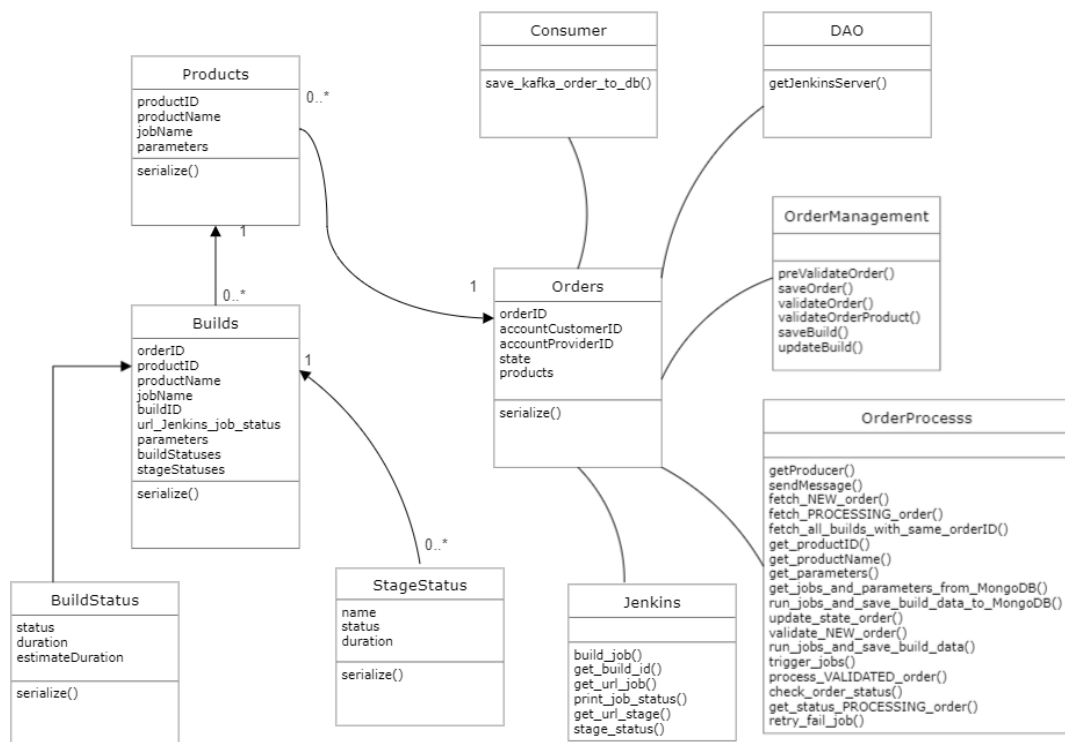 Consumer
save_kafka_order_to_db()
DAO
getJenkinsServer()
Products
productID
productName
jobName
parameters
serialize()
0..*
1
0..*
1
OrderManagement
preValidateOrder()
saveOrder()
validateOrder()
validateOrderProduct()
saveBuild()
updateBuild()
Orders
orderID
accountCustomerID
accountProviderID
state
products
serialize()
Builds
orderID
productID
productName
jobName
buildID
url_Jenkins_job_status
parameters
buildStatuses
stageStatuses
serialize()
1
0..*
OrderProcesss
getProducer()
sendMessage()
fetch_NEW_order()
fetch_PROCESSING_order()
fetch_all_builds_with_same_orderID()
get_productID()
get_productName()
get_parameters()
get_jobs_and_parameters_from_MongoDB()
run_jobs_and_save_build_data_to_MongoDB()
update_state_order()
validate_NEW_order()
run_jobs_and_save_build_data()
trigger_jobs()
process_VALIDATED_order()
check_order_status()
get_status_PROCESSING_order()
retry_fail_job()
BuildStatus
status
duration
estimateDuration
serialize()
StageStatus
name
status
duration
serialize()
Jenkins
build_job()
get_build_id()
get_url_job()
print_job_status()
get_url_stage()
stage_status()